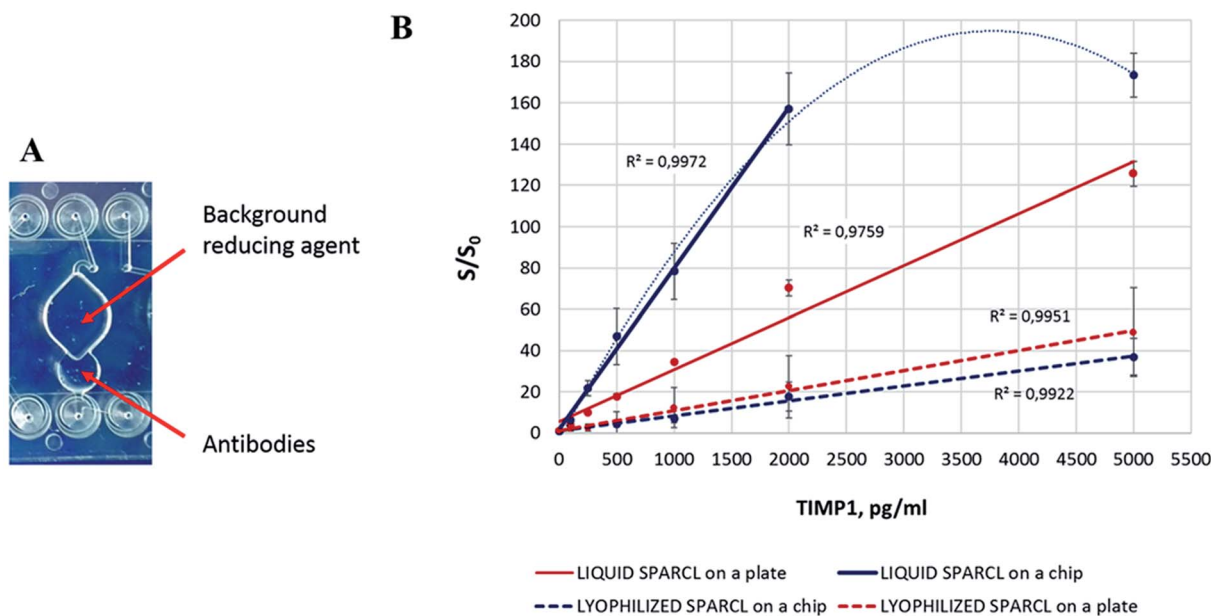 A
Background
reducing agent
Antibodies
B
S/S0
200
180
160
140
120
100
80
60
40
20
0
R² = 0,9972
R² = 0,9759
R² = 0,9951
R² = 0,9922
0 500 1000 1500 2000 2500 3000 3500 4000 4500 5000 5500
TIMP1, pg/ml
LIQUID SPARCL on a plate LIQUID SPARCL on a chip
LYOPHILIZED SPARCL on a chip LYOPHILIZED SPARCL on a plate